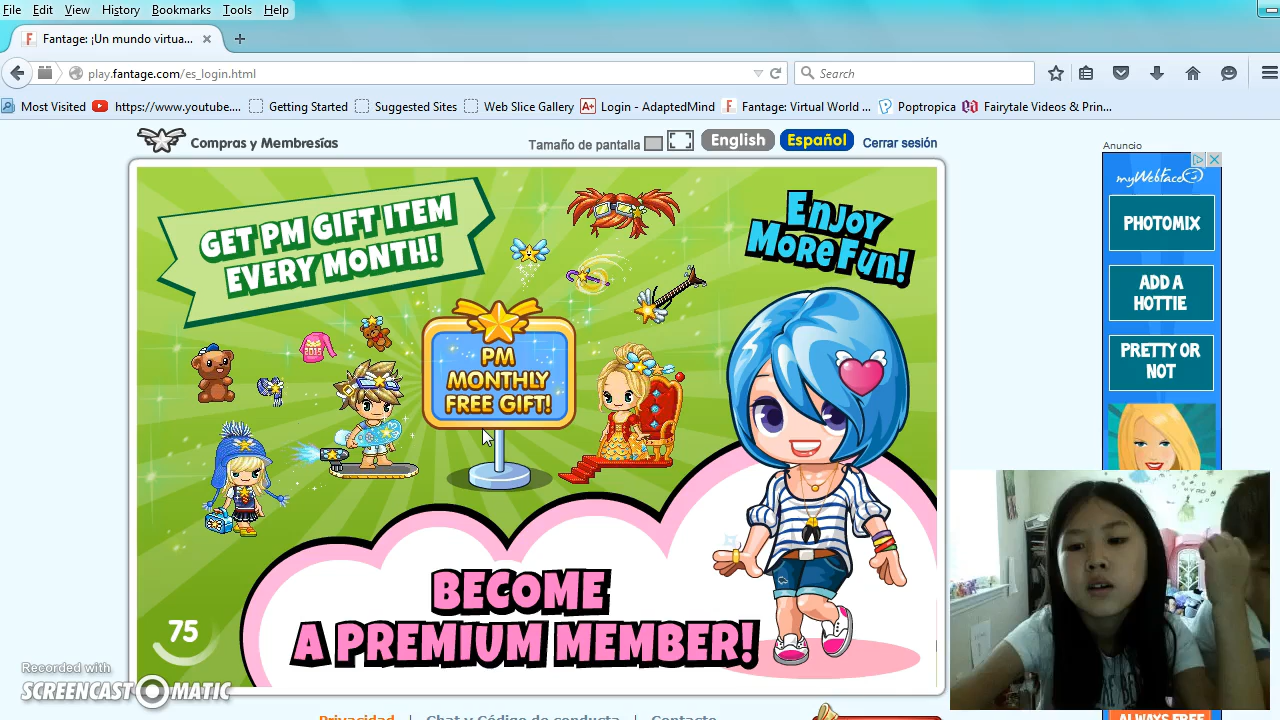 File Edit View History Bookmarks Tools Help
Fantage: ¡Un mundo virtua...
play.fantage.com/es_login.html
Search
Most Visited https://www.youtube.... Getting Started Suggested Sites Web Slice Gallery Login - AdaptedMind Fantage: Virtual World ... Poptropica Fairytale Videos & Prin...
Compras y Membresías
Tamaño de pantalla
English
Español
Cerrar sesión
Anuncio
GET PM GIFT ITEM
EVERY MONTH!
ENJOY
MORE FUN!
PM
MONTHLY
FREE GIFT!
2015
BECOME
A PREMIUM MEMBER!
75
myWebface
PHOTOMIX
ADD A
HOTTIE
PRETTY OR
NOT
Recorded with
SCREENCAST MATIC
Privacidad | Chat y Código de conducta | Contacto
ALWAYS FREE